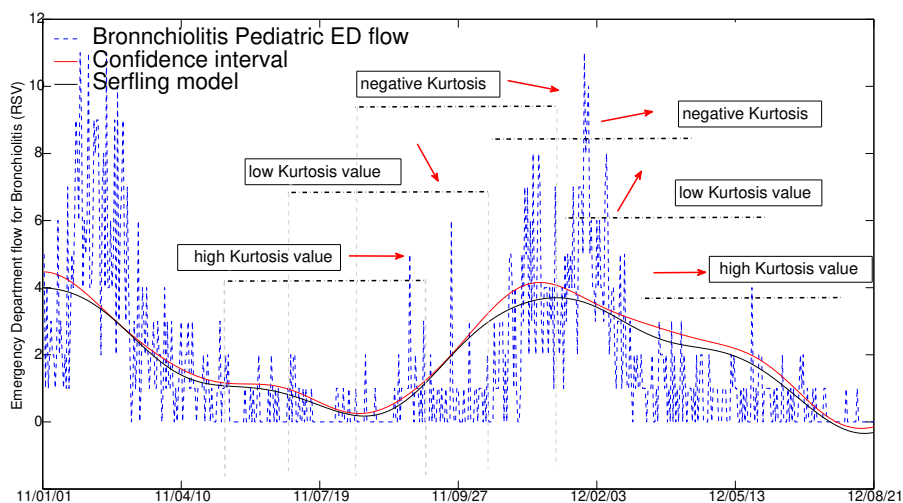 12
10
8
6
4
2
0
Emergency Department flow for Bronchiolitis (RSV)
Bronnchiolitis Pediatric ED flow
Confidence interval
Serfling model
negative Kurtosis
negative Kurtosis
low Kurtosis value
low Kurtosis value
high Kurtosis value
high Kurtosis value
11/01/01 11/04/10 11/07/19 11/09/27 12/02/03 12/05/13 12/08/21